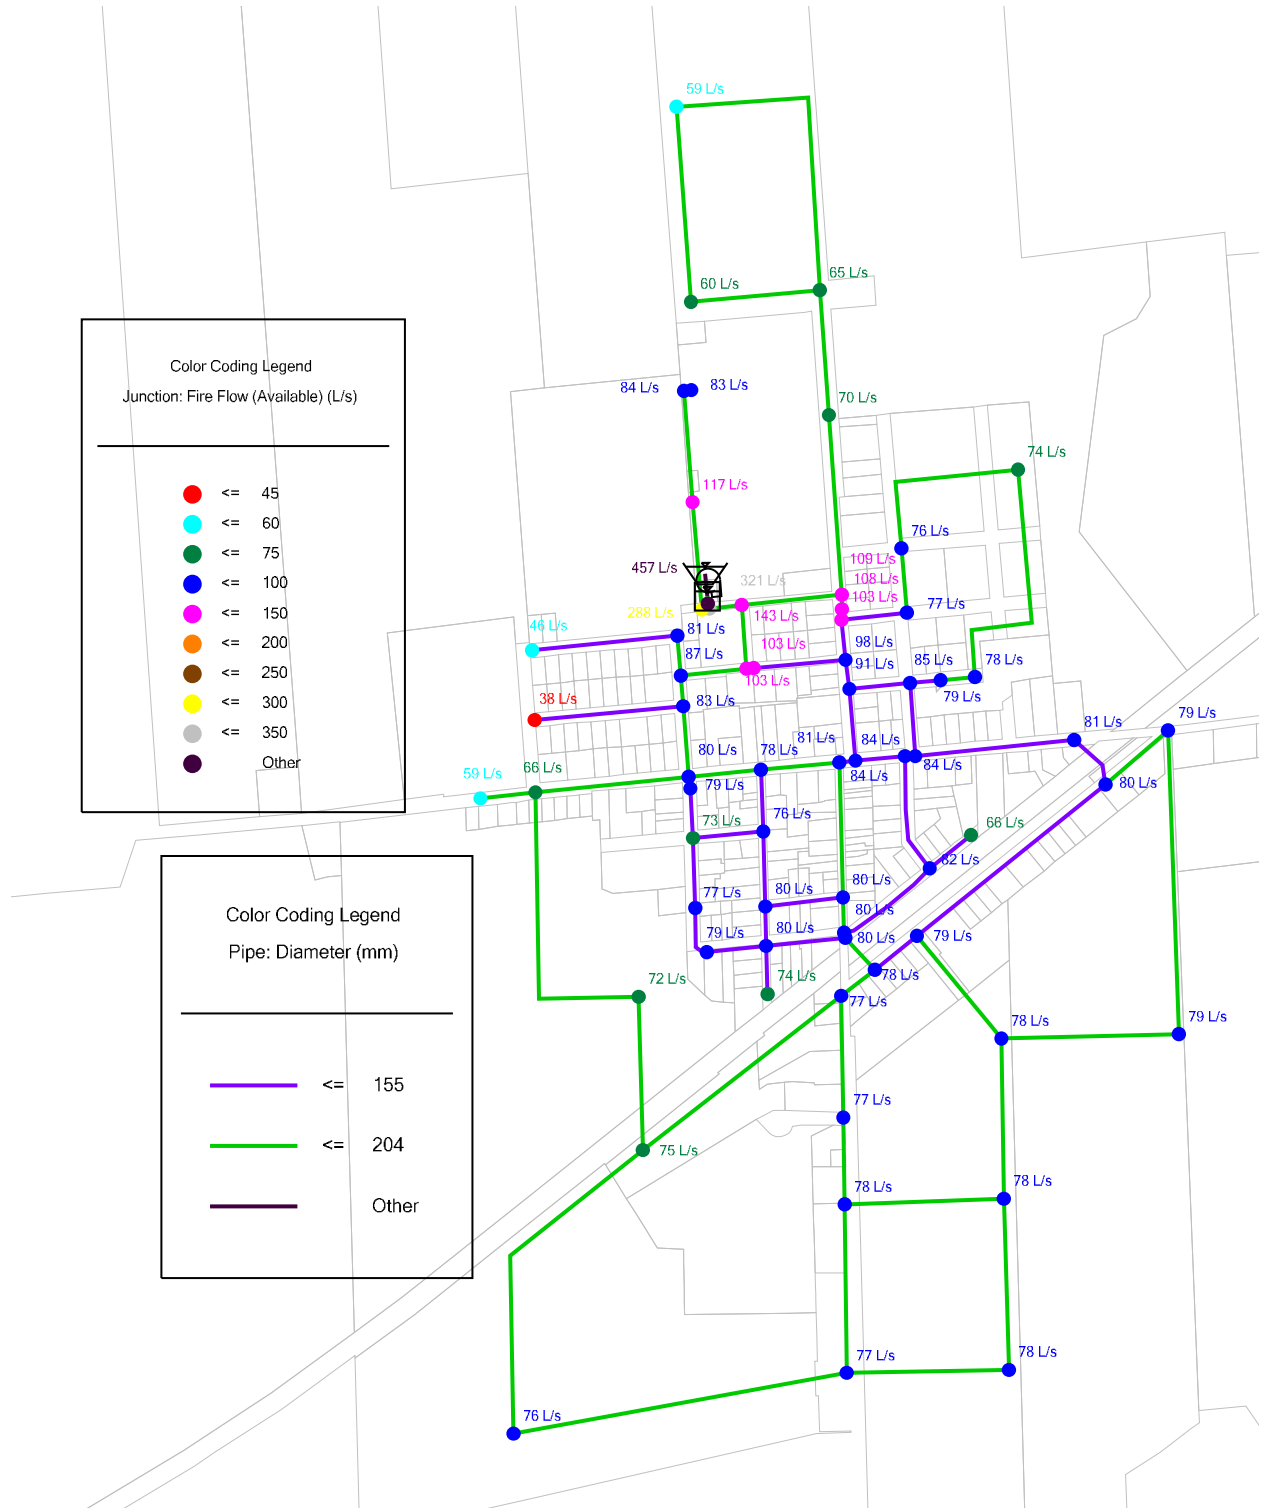 59 L/s
60 L/s
65 L/s
84 L/s
83 L/s
70 L/s
74 L/s
117 L/s
76 L/s
109 L/s
457 L/s
321 L/s
108 L/s
103 L/s
288 L/s
143 L/s
77 L/s
46 L/s
81 L/s
98 L/s
103 L/s
87 L/s
91 L/s
85 L/s
78 L/s
103 L/s
38 L/s
83 L/s
79 L/s
81 L/s
79 L/s
80 L/s
78 L/s
81 L/s
84 L/s
84 L/s
84 L/s
59 L/s
66 L/s
79 L/s
80 L/s
73 L/s
76 L/s
66 L/s
82 L/s
77 L/s
80 L/s
80 L/s
80 L/s
79 L/s
80 L/s
80 L/s
79 L/s
72 L/s
74 L/s
78 L/s
77 L/s
78 L/s
79 L/s
77 L/s
75 L/s
78 L/s
78 L/s
77 L/s
78 L/s
76 L/s
Color Coding Legend
Junction: Fire Flow (Available) (L/s)
<= 45
<= 60
<= 75
<= 100
<= 150
<= 200
<= 250
<= 300
<= 350
Other
Color Coding Legend
Pipe: Diameter (mm)
<= 155
<= 204
Other